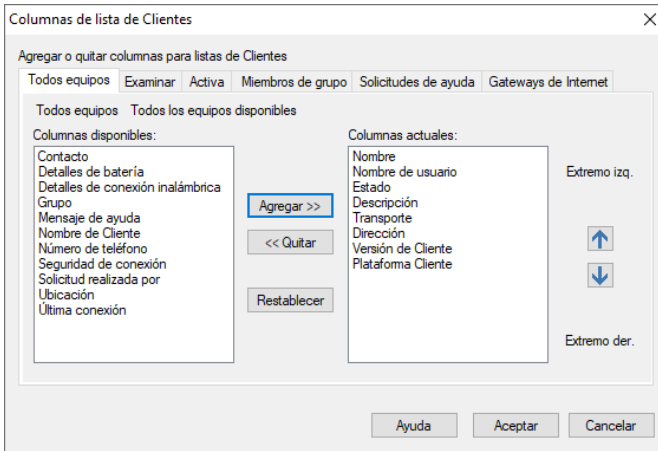 Columnas de lista de Clientes
Agregar o quitar columnas para listas de Clientes
Todos equipos Examinar Activa Miembros de grupo Solicitudes de ayuda Gateways de Internet
Todos equipos Todos los equipos disponibles
Columnas disponibles:
Contacto
Detalles de batería
Detalles de conexión inalámbrica
Grupo
Mensaje de ayuda
Nombre de Cliente
Número de teléfono
Seguridad de conexión
Solicitud realizada por
Ubicación
Última conexión
Agregar >>
<< Quitar
Restablecer
Columnas actuales:
Nombre
Nombre de usuario
Estado
Descripción
Transporte
Dirección
Versión de Cliente
Plataforma Cliente
Extremo izq.
Extremo der.
Ayuda Aceptar Cancelar